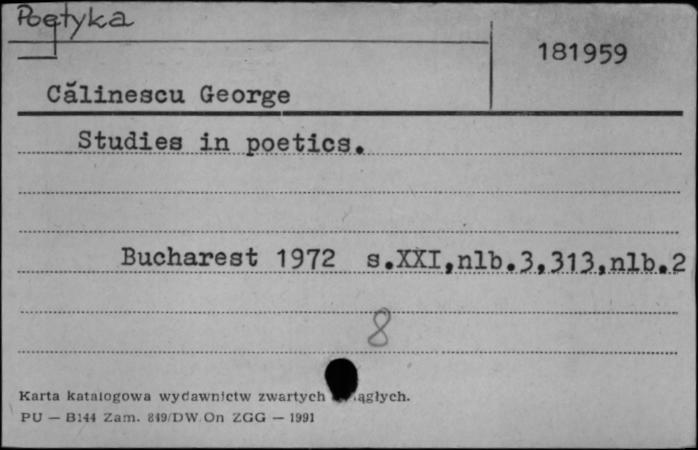 Poetyka
181959
Călinescu George
Studies in poetics.
Bucharest 1972 s.XXI,nlb.3,313,nlb.2
8
Karta katalogowa wydawnictw zwartych
PU — B144 Zam. 849/DW On ZGG — 1991